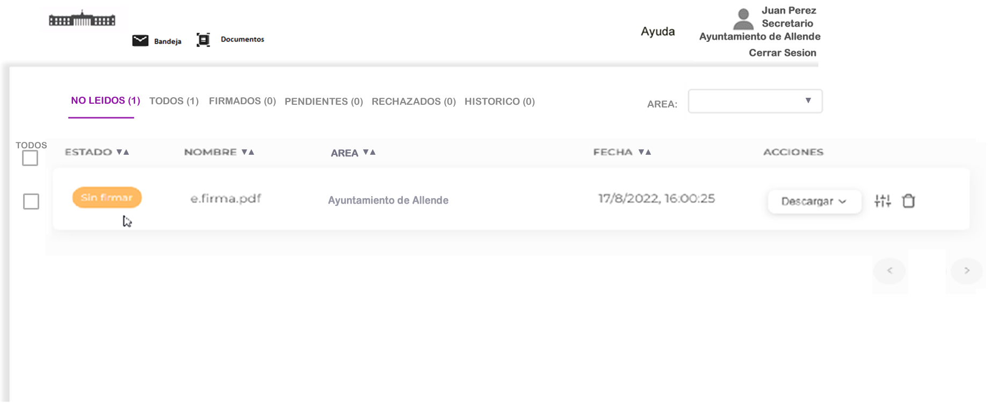 Juan Perez
Secretario
Ayuntamiento de Allende
Cerrar Sesion
Ayuda
Bandeja Documentos
NO LEIDOS (1) TODOS (1) FIRMADOS (0) PENDIENTES (0) RECHAZADOS (0) HISTORICO (0) AREA:
TODOS
ESTADO ▼▲ NOMBRE ▼▲ AREA ▼▲ FECHA ▼▲ ACCIONES
Sin firmar e.firma.pdf Ayuntamiento de Allende 17/8/2022, 16:00:25 Descargar